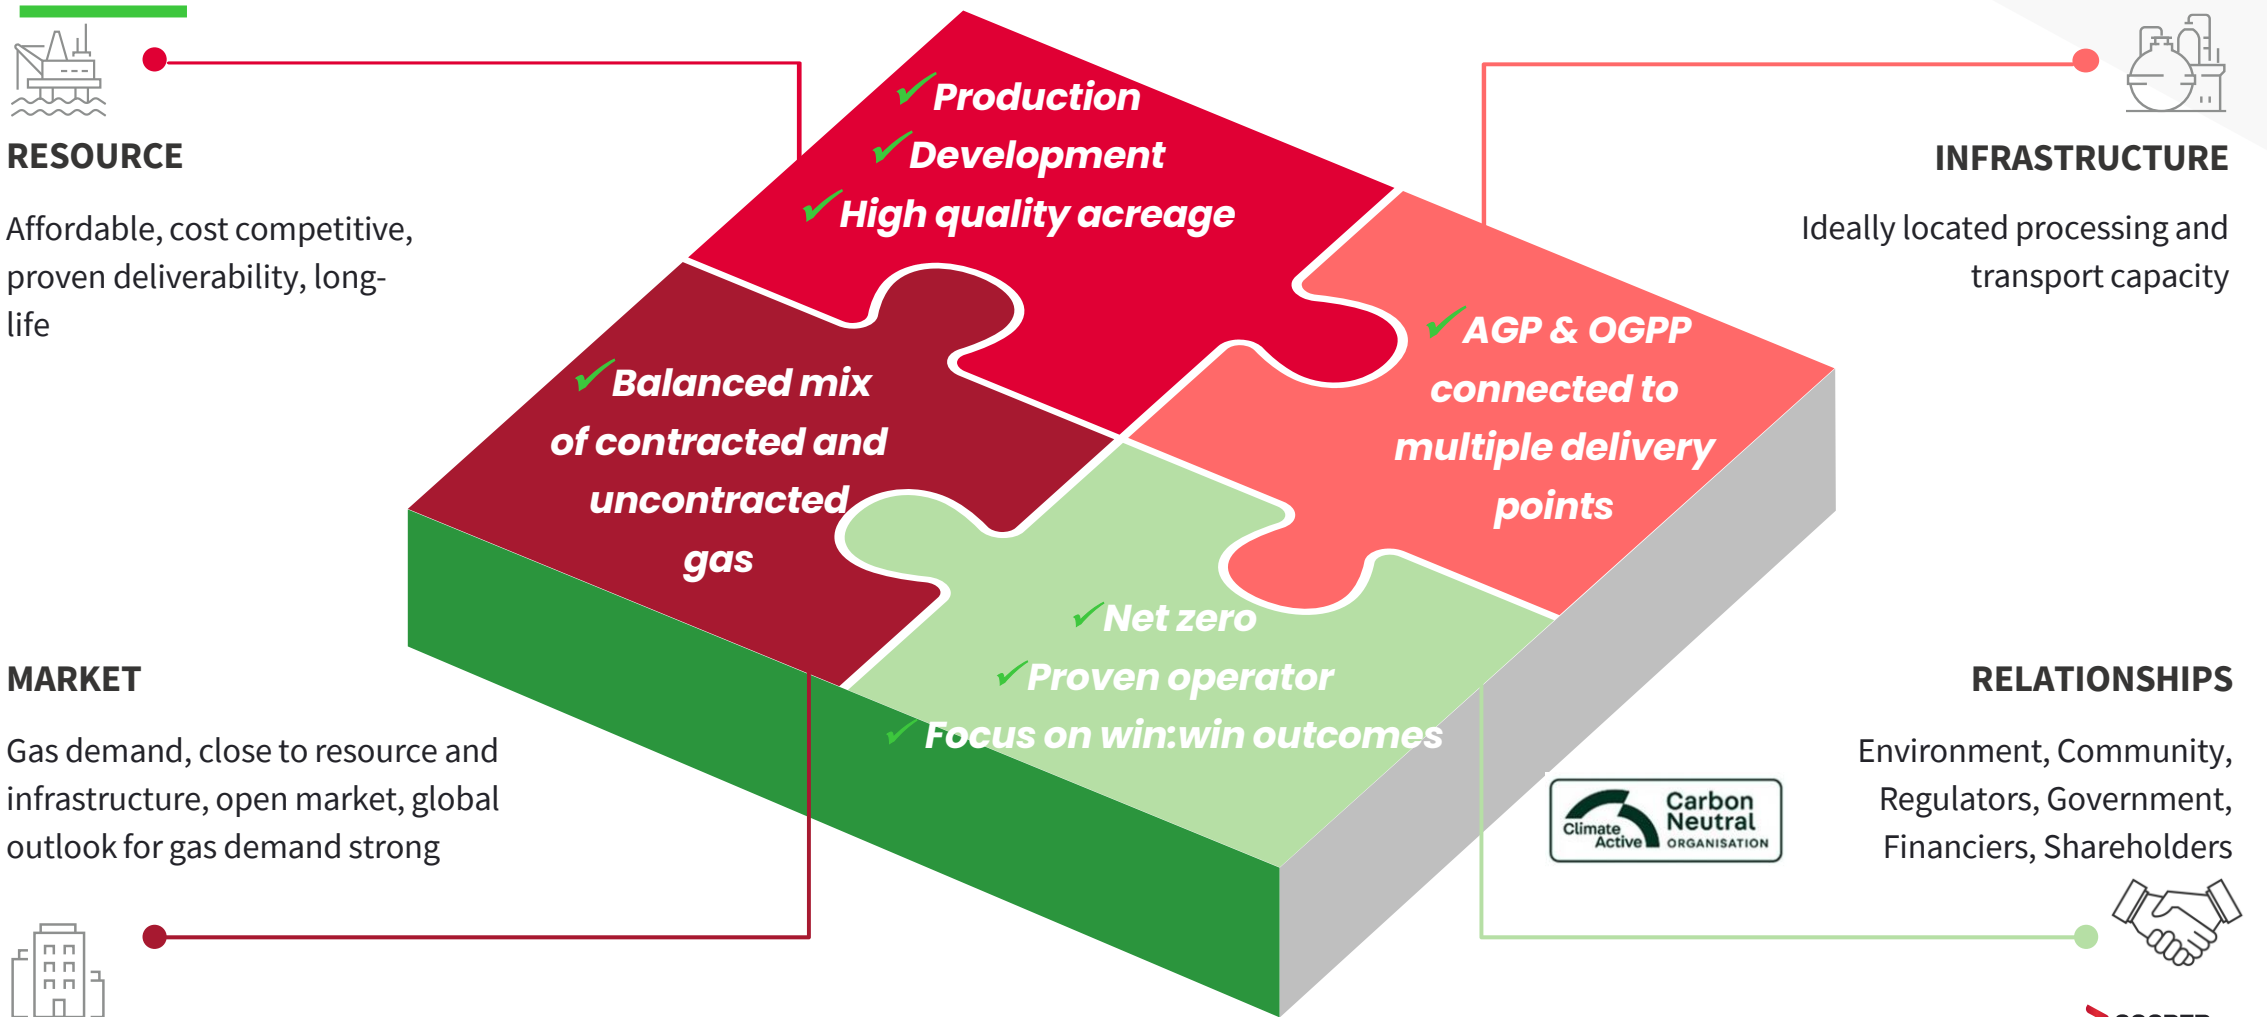 RESOURCE
Affordable, cost competitive,
proven deliverability, long-
life
✓Production
✓Development
✓High quality acreage
INFRASTRUCTURE
Ideally located processing and
transport capacity
✓AGP & OGPP
connected to
multiple delivery
points
✓Balanced mix
of contracted and
uncontracted
gas
MARKET
Gas demand, close to resource and
infrastructure, open market, global
outlook for gas demand strong
✓Net zero
✓Proven operator
✓Focus on win:win outcomes
RELATIONSHIPS
Environment, Community,
Regulators, Government,
Financiers, Shareholders
Climate
Active
Carbon
Neutral
ORGANISATION